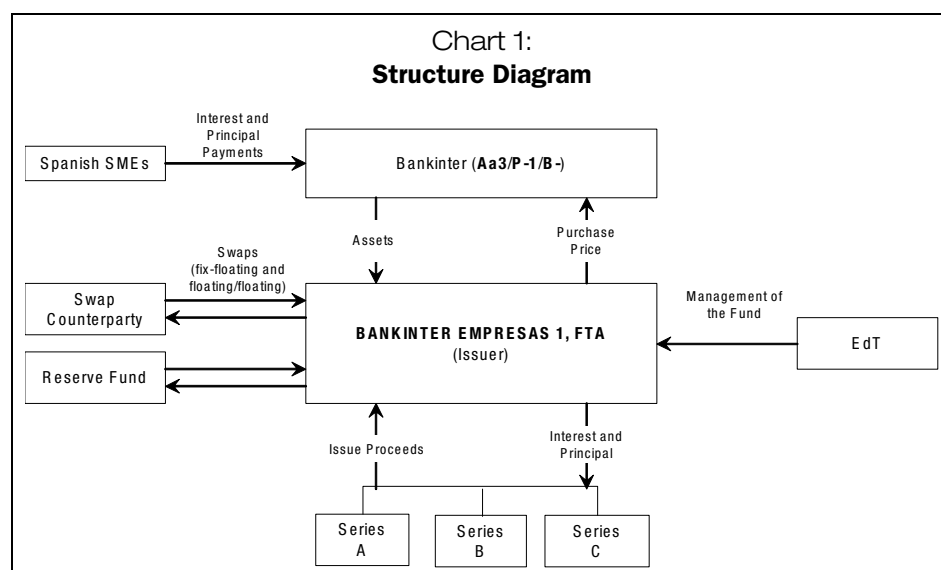 Chart 1:
Structure Diagram
Interest and
Principal
Payments
Spanish SMEs
Bankinter (Aa3/P-1/B-)
Assets
Purchase
Price
Swaps
(fix-floating and
floating/floating)
Swap
Counterparty
Management of
the Fund
BANKINTER EMPRESAS 1, FTA
(Issuer)
EdT
Reserve Fund
Issue Proceeds
Interest and
Principal
Series
A
Series
B
Series
C